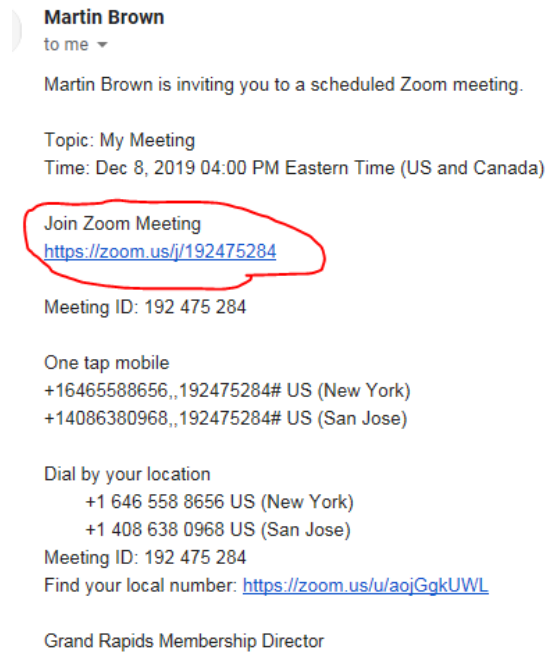 Martin Brown
to me
Martin Brown is inviting you to a scheduled Zoom meeting.
Topic: My Meeting
Time: Dec 8, 2019 04:00 PM Eastern Time (US and Canada)
Join Zoom Meeting
https://zoom.us/j/192475284
Meeting ID: 192 475 284
One tap mobile
+16465588656,,192475284# US (New York)
+14086380968,,192475284# US (San Jose)
Dial by your location
+1 646 558 8656 US (New York)
+1 408 638 0968 US (San Jose)
Meeting ID: 192 475 284
Find your local number: https://zoom.us/u/aojGgkUWL
Grand Rapids Membership Director